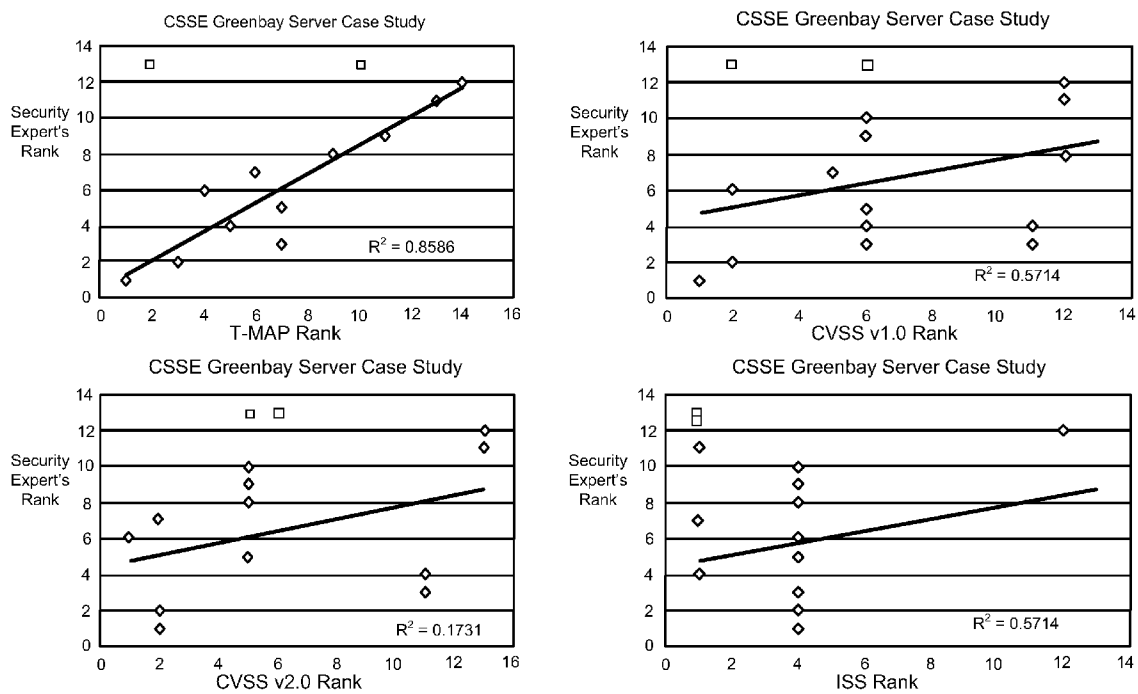 CSSE Greenbay Server Case Study
14
12
10
8
6
4
2
0
Security
Expert's
Rank
R² = 0.8586
0 2 4 6 8 10 12 14 16
T-MAP Rank
CSSE Greenbay Server Case Study
14
12
10
8
6
4
2
0
Security
Expert's
Rank
R² = 0.5714
0 2 4 6 8 10 12 14
CVSS v1.0 Rank
CSSE Greenbay Server Case Study
14
12
10
8
6
4
2
0
Security
Expert's
Rank
R² = 0.1731
0 2 4 6 8 10 12 14 16
CVSS v2.0 Rank
CSSE Greenbay Server Case Study
14
12
10
8
6
4
2
0
Security
Expert's
Rank
R² = 0.5714
0 2 4 6 8 10 12 14
ISS Rank